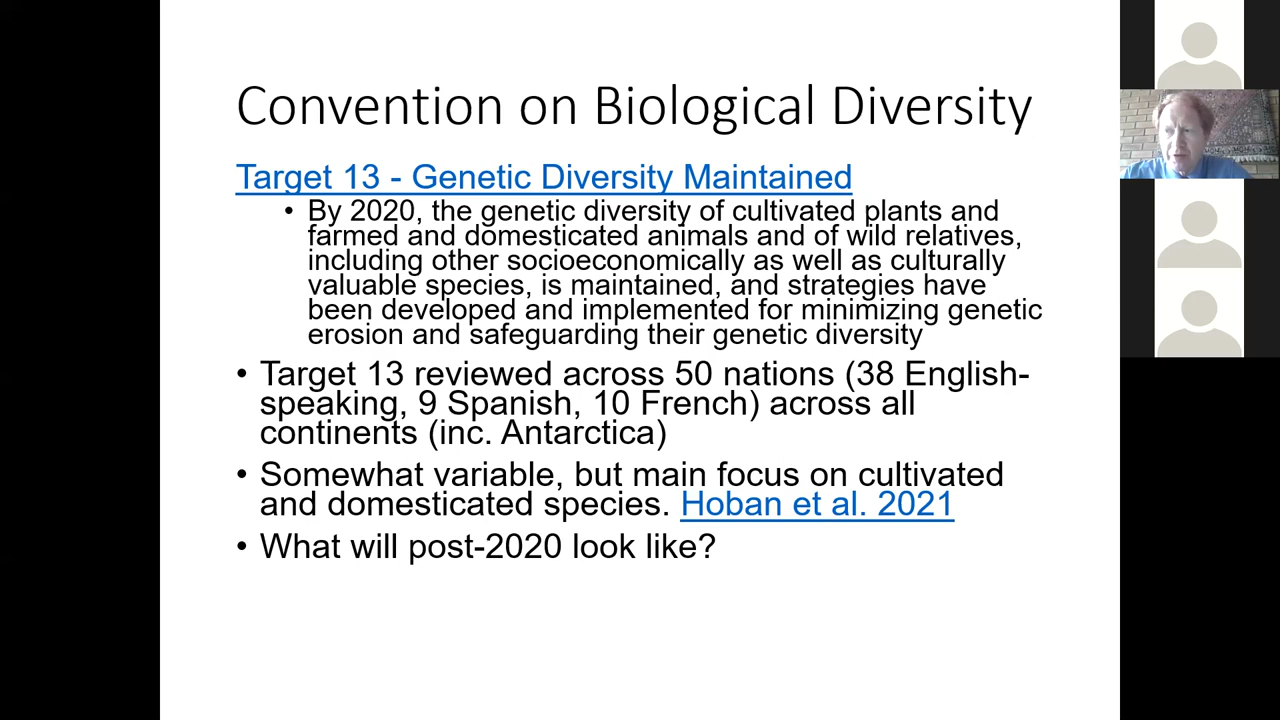 Convention on Biological Diversity
Target 13 - Genetic Diversity Maintained
• By 2020, the genetic diversity of cultivated plants and
farmed and domesticated animals and of wild relatives,
including other socioeconomically as well as culturally
valuable species, is maintained, and strategies have
been developed and implemented for minimizing genetic
erosion and safeguarding their genetic diversity
• Target 13 reviewed across 50 nations (38 English-
speaking, 9 Spanish, 10 French) across all
continents (inc. Antarctica)
• Somewhat variable, but main focus on cultivated
and domesticated species. Hoban et al. 2021
• What will post-2020 look like?